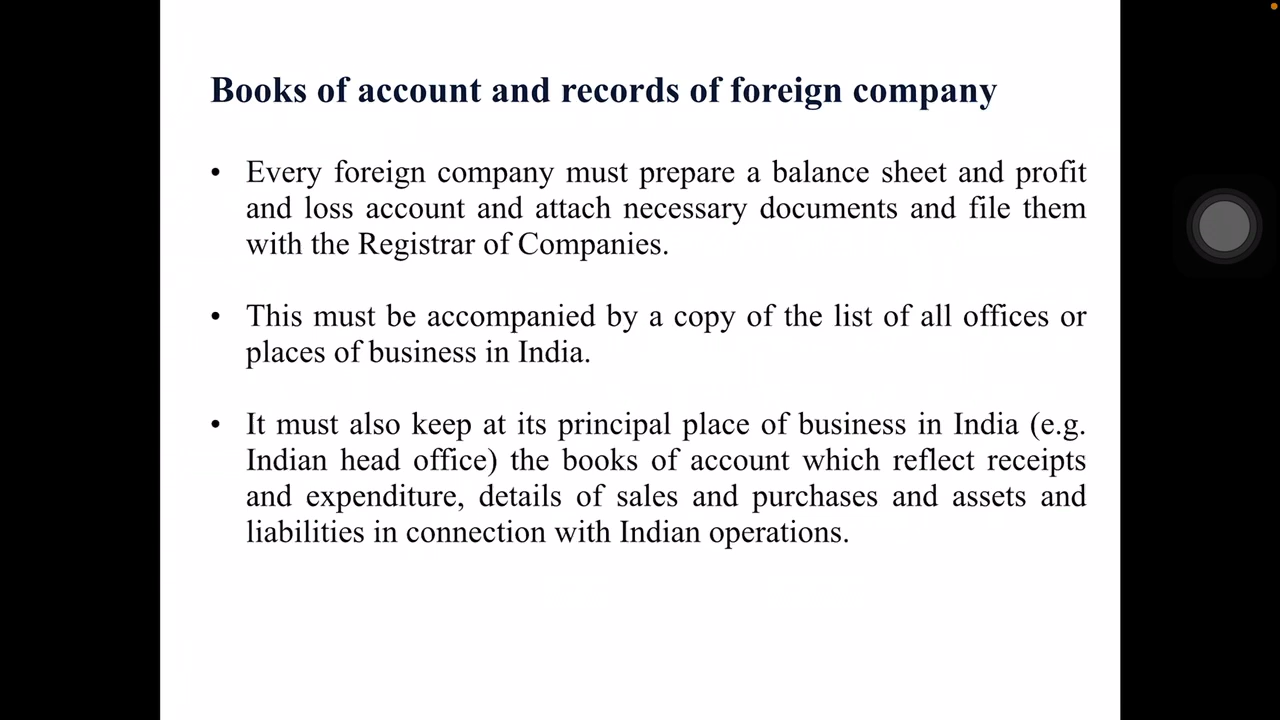 Books of account and records of foreign company
• Every foreign company must prepare a balance sheet and profit
and loss account and attach necessary documents and file them
with the Registrar of Companies.
• This must be accompanied by a copy of the list of all offices or
places of business in India.
• It must also keep at its principal place of business in India (e.g.
Indian head office) the books of account which reflect receipts
and expenditure, details of sales and purchases and assets and
liabilities in connection with Indian operations.